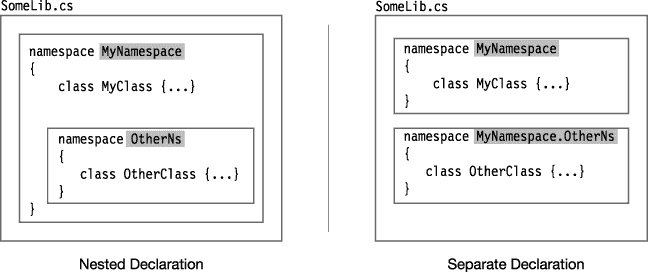 SomeLib.cs
namespace MyNamespace
{
class MyClass {...}
namespace OtherNs
{
class OtherClass {...}
}
}
Nested Declaration
SomeLib.cs
namespace MyNamespace
{
class MyClass {...}
}
namespace MyNamespace.OtherNs
{
class OtherClass {...}
}
Separate Declaration